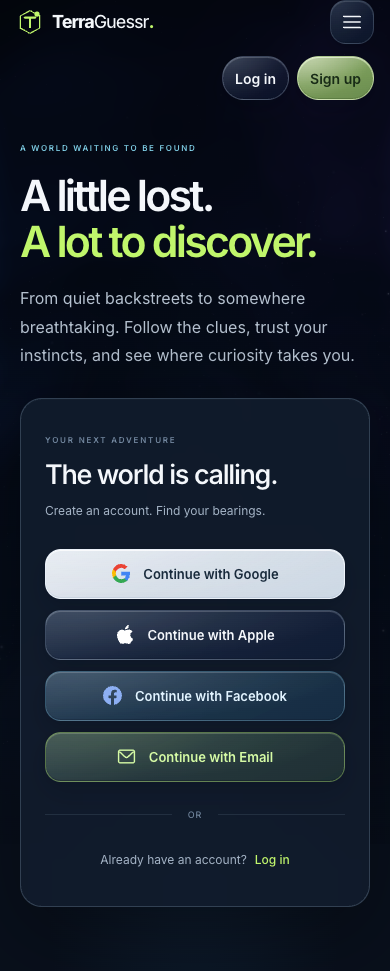 TerraGuessr.
Log in
Sign up
A WORLD WAITING TO BE FOUND
A little lost.
A lot to discover.
From quiet backstreets to somewhere
breathtaking. Follow the clues, trust your
instincts, and see where curiosity takes you.
YOUR NEXT ADVENTURE
The world is calling.
Create an account. Find your bearings.
Continue with Google
Continue with Apple
Continue with Facebook
Continue with Email
OR
Already have an account? Log in